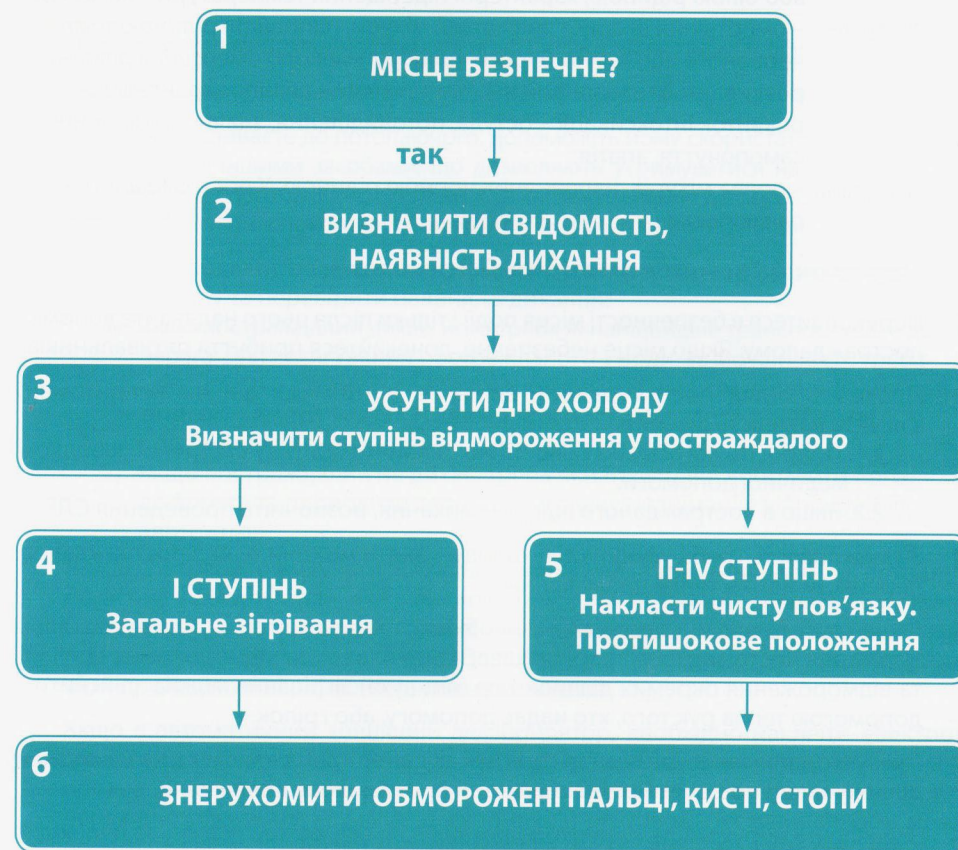 1
МІСЦЕ БЕЗПЕЧНЕ?
так
2
ВИЗНАЧИТИ СВІДОМІСТЬ,
НАЯВНІСТЬ ДИХАННЯ
3
УСУНУТИ ДІЮ ХОЛОДУ
Визначити ступінь відмороження у постраждалого
4
І СТУПІНЬ
Загальне зігрівання
5
ІІ-IV СТУПІНЬ
Накласти чисту пов’язку.
Протишокове положення
6
ЗНЕРУХОМИТИ ОБМОРОЖЕНІ ПАЛЬЦІ, КИСТІ, СТОПИ